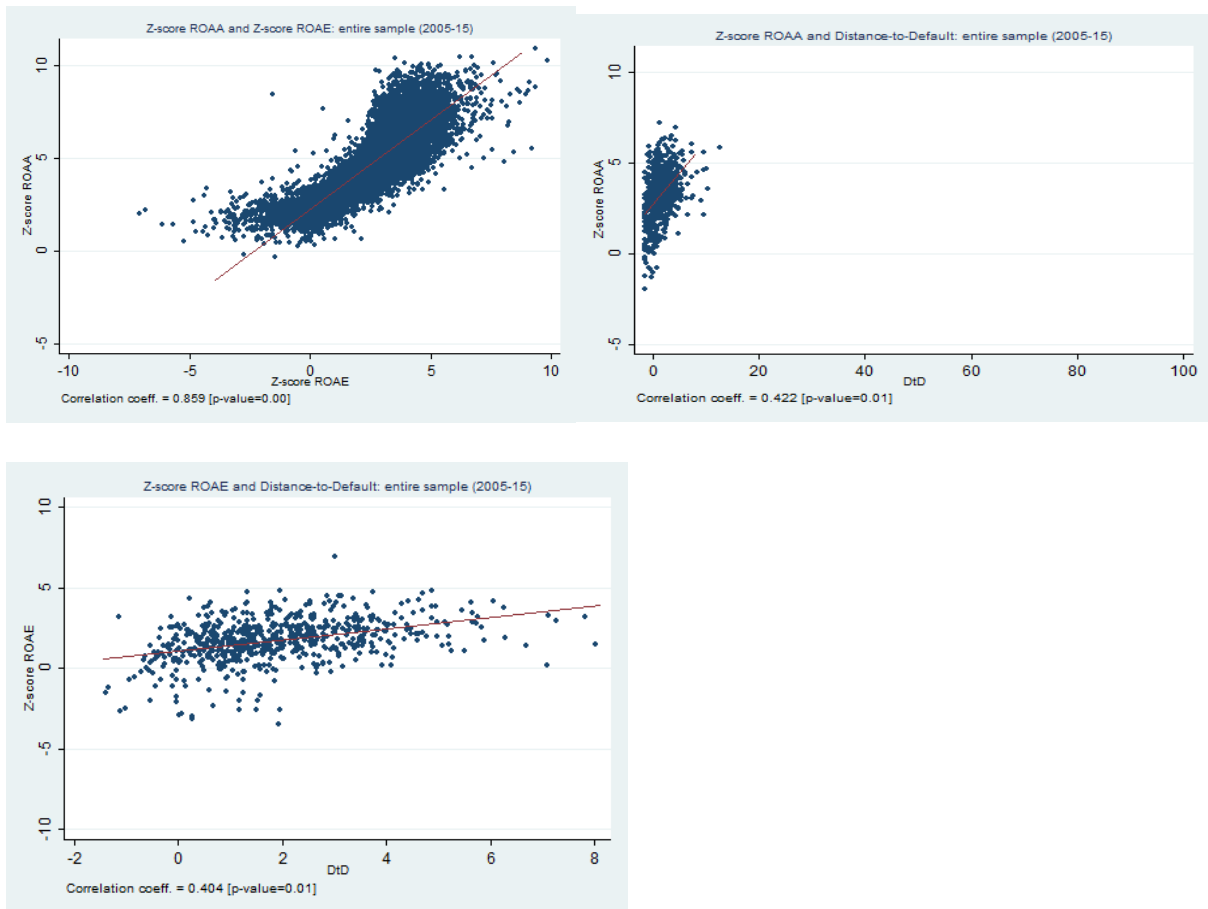 Z-score ROAA and Z-score ROAE: entire sample (2005-15)
10
5
0
-5
Z-score ROAA
-10 -5 0 5 10
Z-score ROAE
Correlation coeff. = 0.859 [p-value=0.00]
Z-score ROAA and Distance-to-Default: entire sample (2005-15)
10
5
0
-5
Z-score ROAA
0 20 40 60 80 100
DtD
Correlation coeff. = 0.422 [p-value=0.01]
Z-score ROAE and Distance-to-Default: entire sample (2005-15)
10
5
0
-5
-10
Z-score ROAE
-2 0 2 4 6 8
DtD
Correlation coeff. = 0.404 [p-value=0.01]